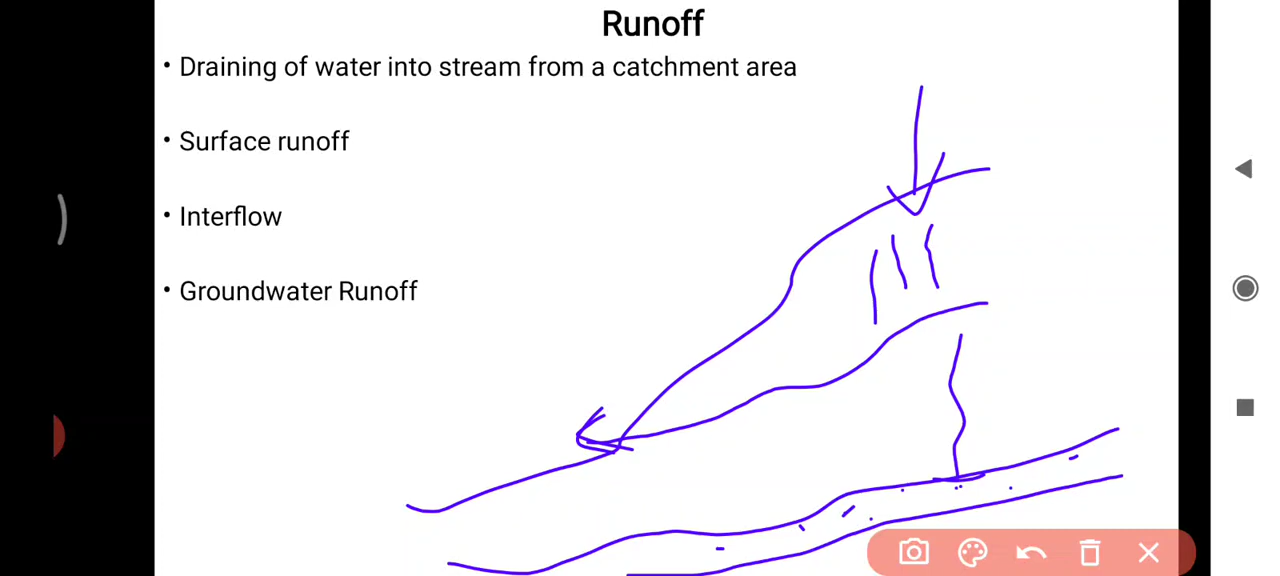 Runoff
• Draining of water into stream from a catchment area
• Surface runoff
• Interflow
• Groundwater Runoff